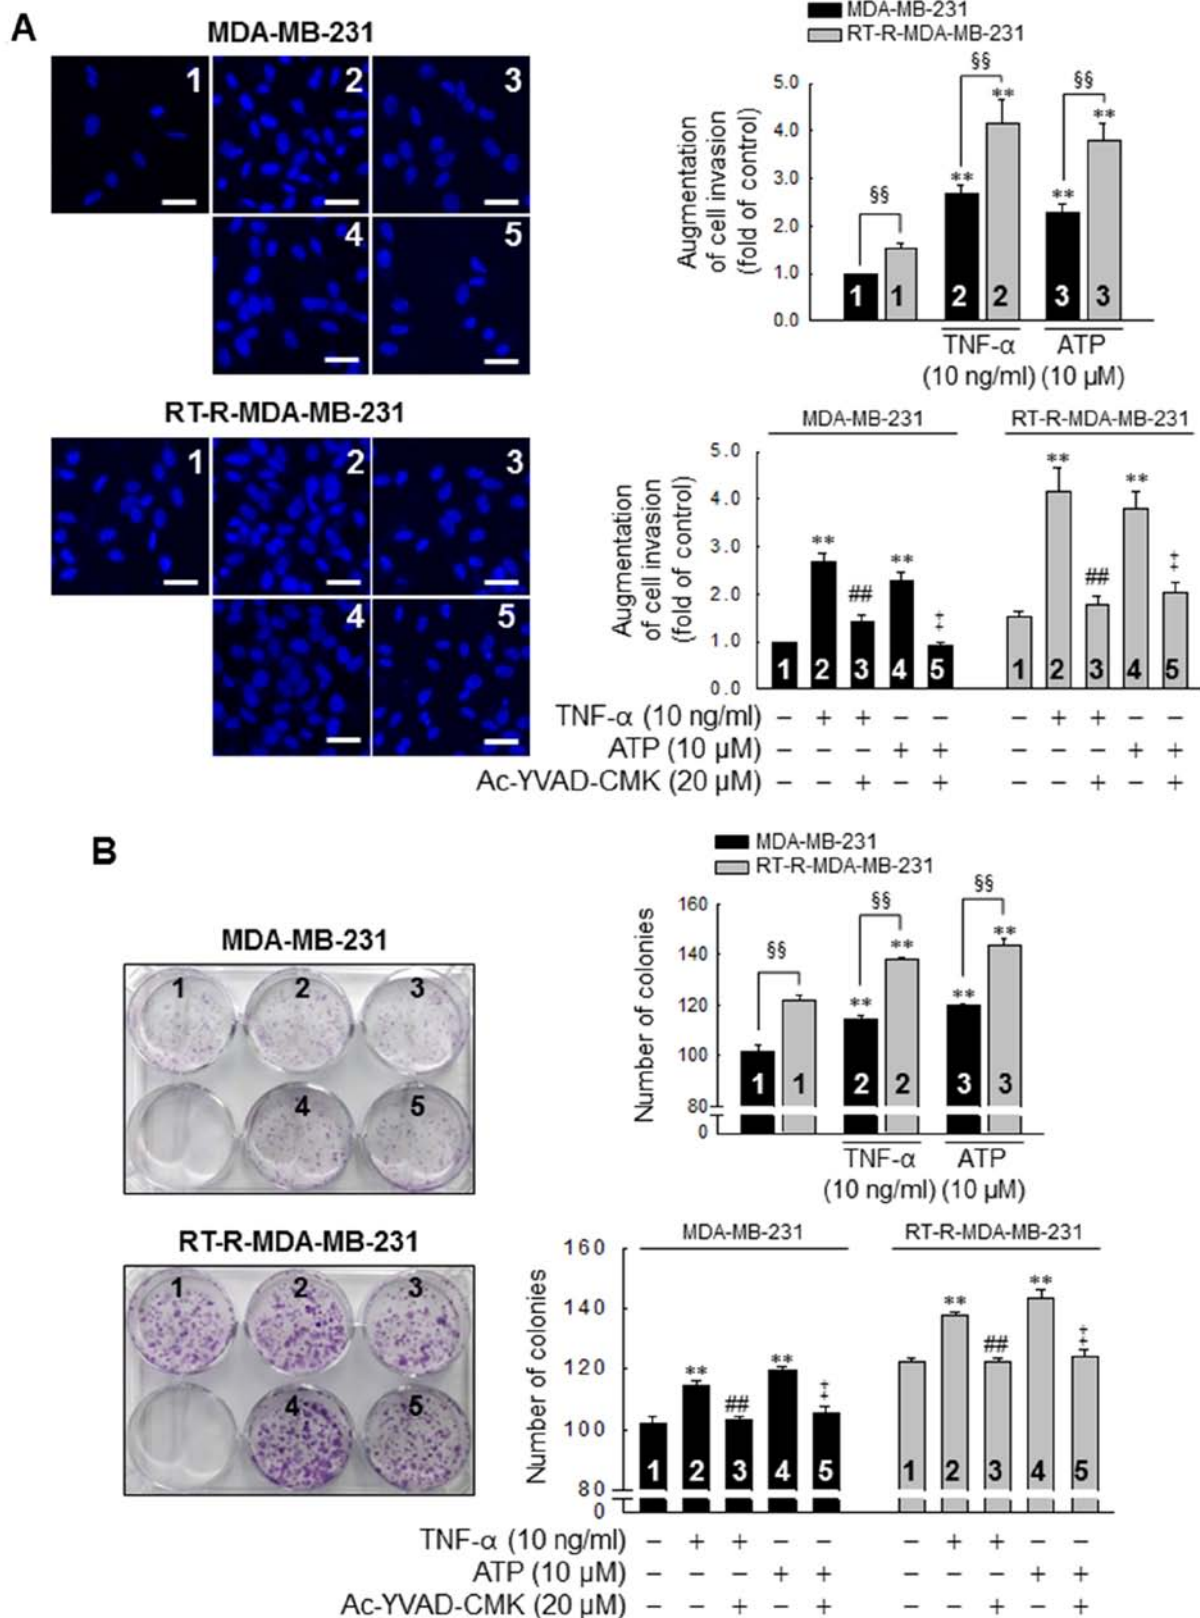 A
MDA-MB-231
1 2 3
4 5
RT-R-MDA-MB-231
1 2 3
4 5
MDA-MB-231
RT-R-MDA-MB-231
Augmentation
of cell invasion
(fold of control)
5.0
4.0
3.0
2.0
1.0
0.0
§§ §§ §§
** ** ** **
1 1 2 2 3 3
TNF-α ATP
(10 ng/ml) (10 µM)
MDA-MB-231 RT-R-MDA-MB-231
Augmentation
of cell invasion
(fold of control)
5.0
4.0
3.0
2.0
1.0
0.0
** ## ** ‡ ** ## ** ‡
1 2 3 4 5 1 2 3 4 5
TNF-α (10 ng/ml) − + + − − − + + − −
ATP (10 µM) − − − + + − − − + +
Ac-YVAD-CMK (20 µM) − − + − + − − + − +
B
MDA-MB-231
1 2 3
4 5
RT-R-MDA-MB-231
1 2 3
4 5
MDA-MB-231
RT-R-MDA-MB-231
Number of colonies
160
140
120
100
80
0
§§ §§ §§
** ** ** **
1 1 2 2 3 3
TNF-α ATP
(10 ng/ml) (10 µM)
MDA-MB-231 RT-R-MDA-MB-231
Number of colonies
160
140
120
100
80
0
** ## ** ‡ ** ## ** ‡
1 2 3 4 5 1 2 3 4 5
TNF-α (10 ng/ml) − + + − − − + + − −
ATP (10 µM) − − − + + − − − + +
Ac-YVAD-CMK (20 µM) − − + − + − − + − +